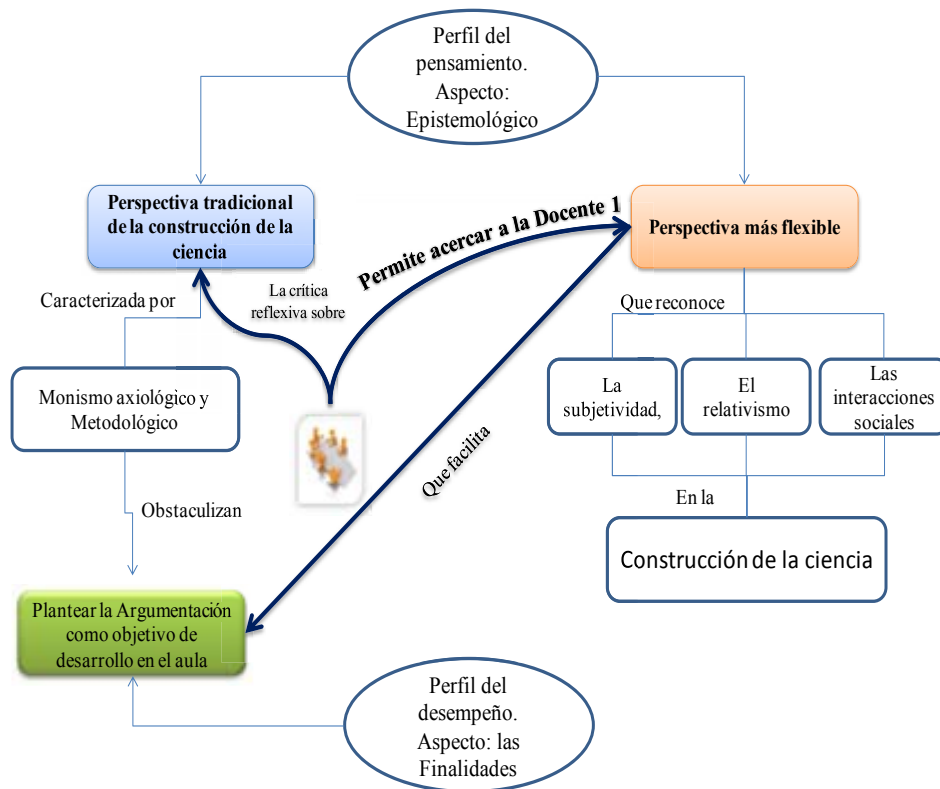 Perfil del
pensamiento.
Aspecto:
Epistemológico
Perspectiva tradicional
de la construcción de la
ciencia
Permite acercar a la Docente 1
Perspectiva más flexible
Caracterizada por
La crítica
reflexiva sobre
Que reconoce
Monismo axiológico y
Metodológico
La
subjetividad,
El
relativismo
Las
interacciones
sociales
Que facilita
Obstaculizan
En la
Construcción de la ciencia
Plantear la Argumentación
como objetivo de
desarrollo en el aula
Perfil del
desempeño.
Aspecto: las
Finalidades